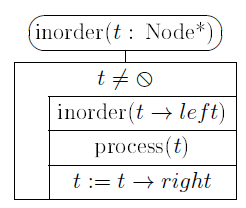 inorder(t : Node*)
t ≠ ⦸
inorder(t → left)
process(t)
t := t → right